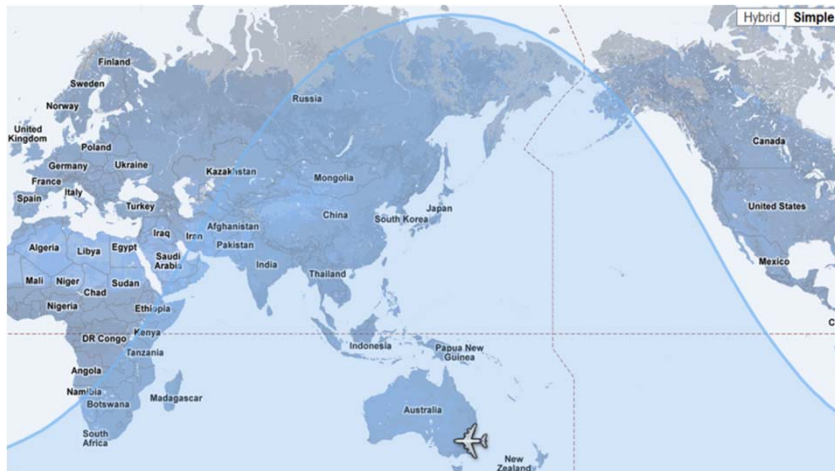 Hybrid
Simple
Finland
Sweden
Norway
Russia
United
Kingdom
Poland
Germany
Ukraine
France
Italy
Spain
Turkey
Kazakhstan
Mongolia
Canada
China
Japan
South Korea
United States
Afghanistan
Iraq
Iran
Pakistan
Algeria
Libya
Egypt
Saudi
Arabia
India
Mexico
Thailand
Mali
Niger
Sudan
Chad
Nigeria
Ethiopia
Kenya
DR Congo
Indonesia
Papua New
Guinea
Tanzania
Angola
Namibia
Botswana
Madagascar
Australia
South
Africa
New
Zealand
C